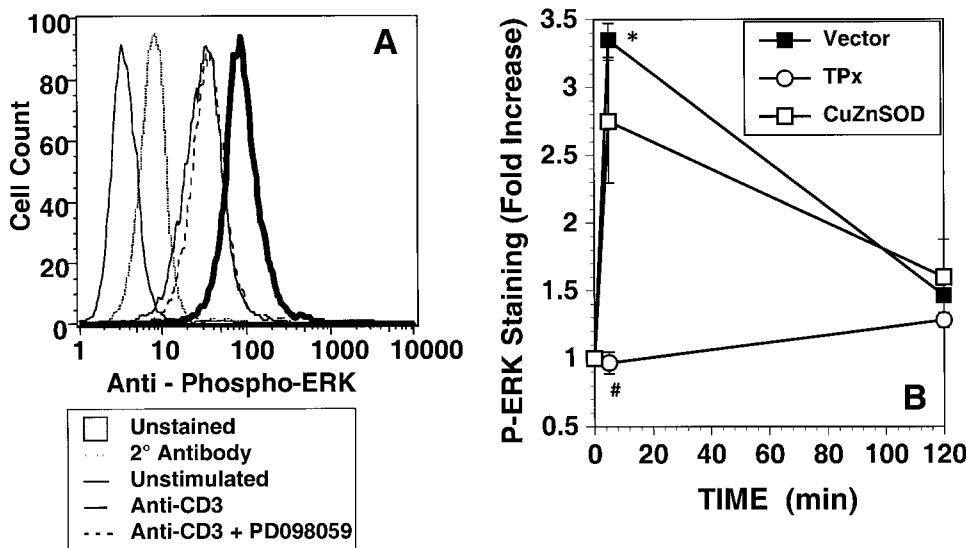 A
Cell Count
100
80
60
40
20
0
1
10
100
1000
10000
Anti - Phospho-ERK
Unstained
2° Antibody
Unstimulated
Anti-CD3
Anti-CD3 + PD098059
B
P-ERK Staining (Fold Increase)
3.5
3
2.5
2
1.5
1
0.5
*
#
Vector
TPx
CuZnSOD
0
20
40
60
80
100
120
TIME (min)